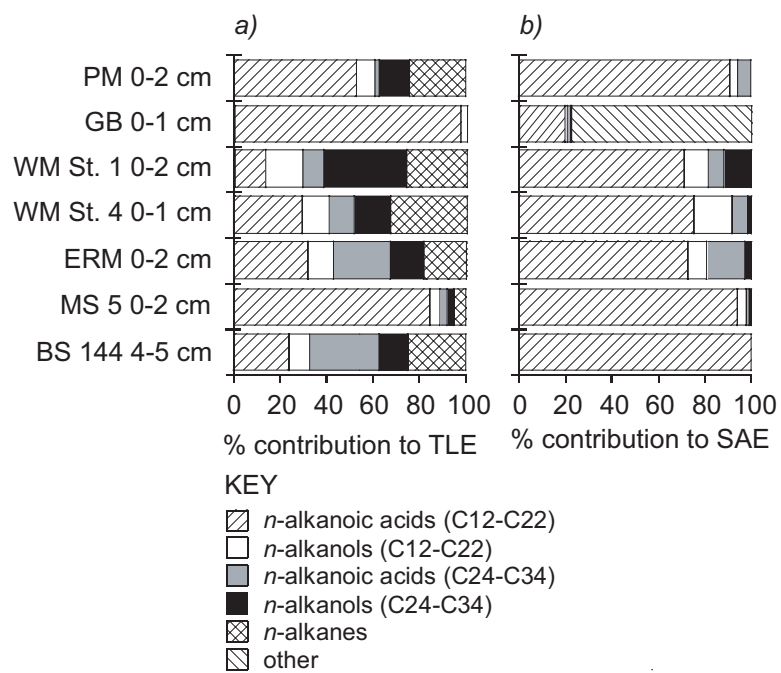 a) b)
PM 0-2 cm
GB 0-1 cm
WM St. 1 0-2 cm
WM St. 4 0-1 cm
ERM 0-2 cm
MS 5 0-2 cm
BS 144 4-5 cm
0 20 40 60 80 100 0 20 40 60 80 100
% contribution to TLE % contribution to SAE
KEY
n-alkanoic acids (C12-C22)
n-alkanols (C12-C22)
n-alkanoic acids (C24-C34)
n-alkanols (C24-C34)
n-alkanes
other